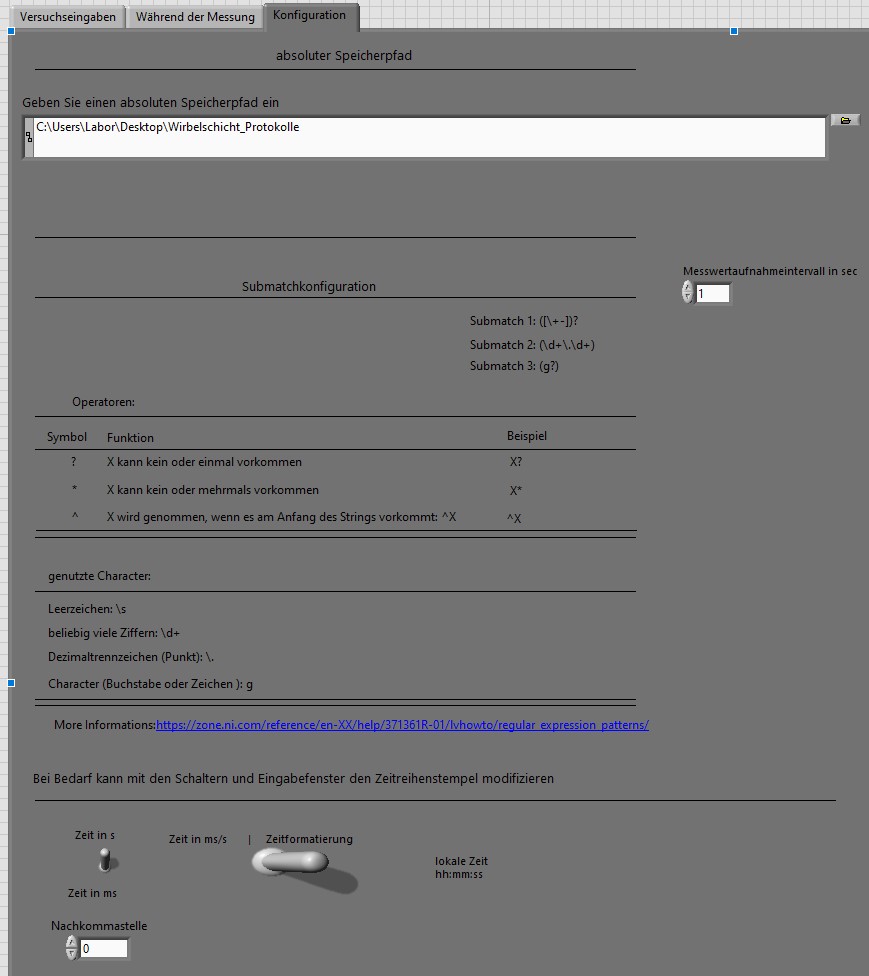 Versuchseingaben
Während der Messung
Konfiguration
absoluter Speicherpfad
Geben Sie einen absoluten Speicherpfad ein
C:\Users\Labor\Desktop\Wirbelschicht_Protokolle
Messwertaufnahmeintervall in sec
1
Submatchkonfiguration
Submatch 1: ([\+-])?
Submatch 2: (\d+\.\d+)
Submatch 3: (g?)
Operatoren:
Symbol Funktion Beispiel
? X kann kein oder einmal vorkommen X?
* X kann kein oder mehrmals vorkommen X*
^ X wird genommen, wenn es am Anfang des Strings vorkommt: ^X ^X
genutzte Character:
Leerzeichen: \s
beliebig viele Ziffern: \d+
Dezimaltrennzeichen (Punkt): \.
Character (Buchstabe oder Zeichen ): g
More Informations:https://zone.ni.com/reference/en-XX/help/371361R-01/lvhowto/regular_expression_patterns/
Bei Bedarf kann mit den Schaltern und Eingabefenster den Zeitreihenstempel modifizieren
Zeit in s
Zeit in ms/s | Zeitformatierung
lokale Zeit
hh:mm:ss
Zeit in ms
Nachkommastelle
0